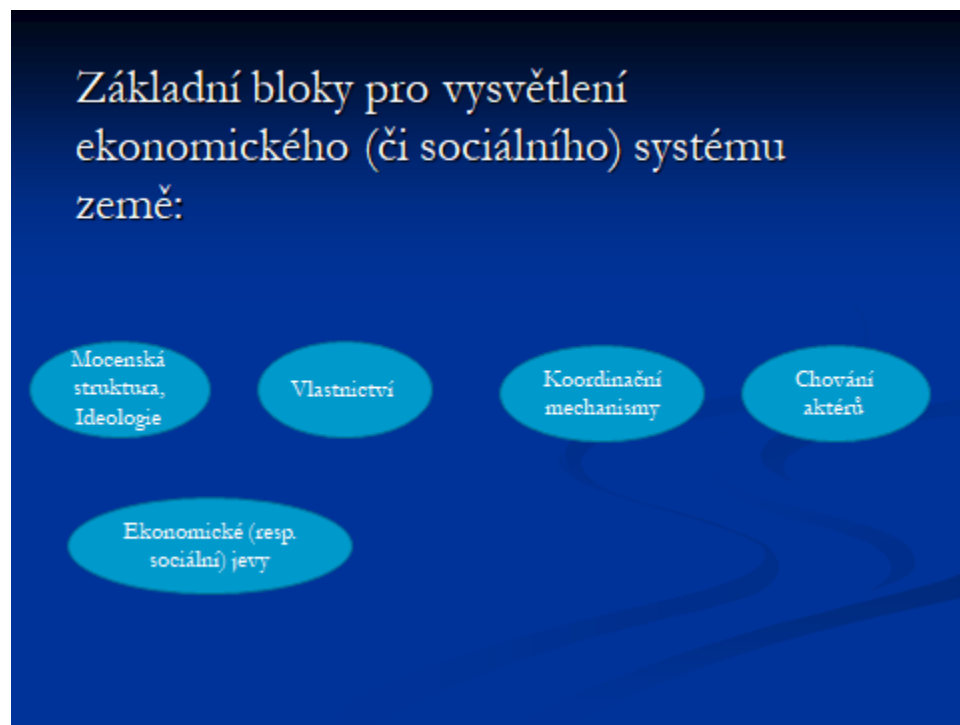 Základní bloky pro vysvětlení
ekonomického (či sociálního) systému
země:
Mocenská
struktura,
Ideologie
Vlastnictví
Koordinační
mechanismy
Chování
aktérů
Ekonomické (resp.
sociální) jevy